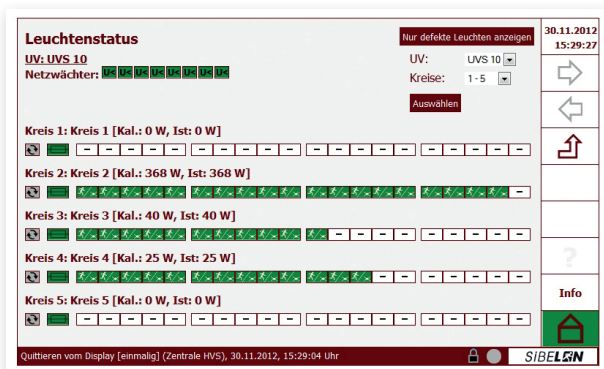 Leuchtenstatus
Nur defekte Leuchten anzeigen
30.11.2012
15:29:27
UV: UVS 10
UV: UVS 10
Netzwächter: U< U< U< U< U< U< U< U<
Kreise: 1 - 5
Auswählen
Kreis 1: Kreis 1 [Kal.: 0 W, Ist: 0 W]
- - - - - - - - - - - - - - - - - - - -
Kreis 2: Kreis 2 [Kal.: 368 W, Ist: 368 W]
-
Kreis 3: Kreis 3 [Kal.: 40 W, Ist: 40 W]
- - - - - - - - -
Kreis 4: Kreis 4 [Kal.: 25 W, Ist: 25 W]
- - - - - - -
?
Info
Kreis 5: Kreis 5 [Kal.: 0 W, Ist: 0 W]
- - - - - - - - - - - - - - - - - - - -
Quittieren vom Display [einmalig] (Zentrale HVS), 30.11.2012, 15:29:04 Uhr
SIBELON